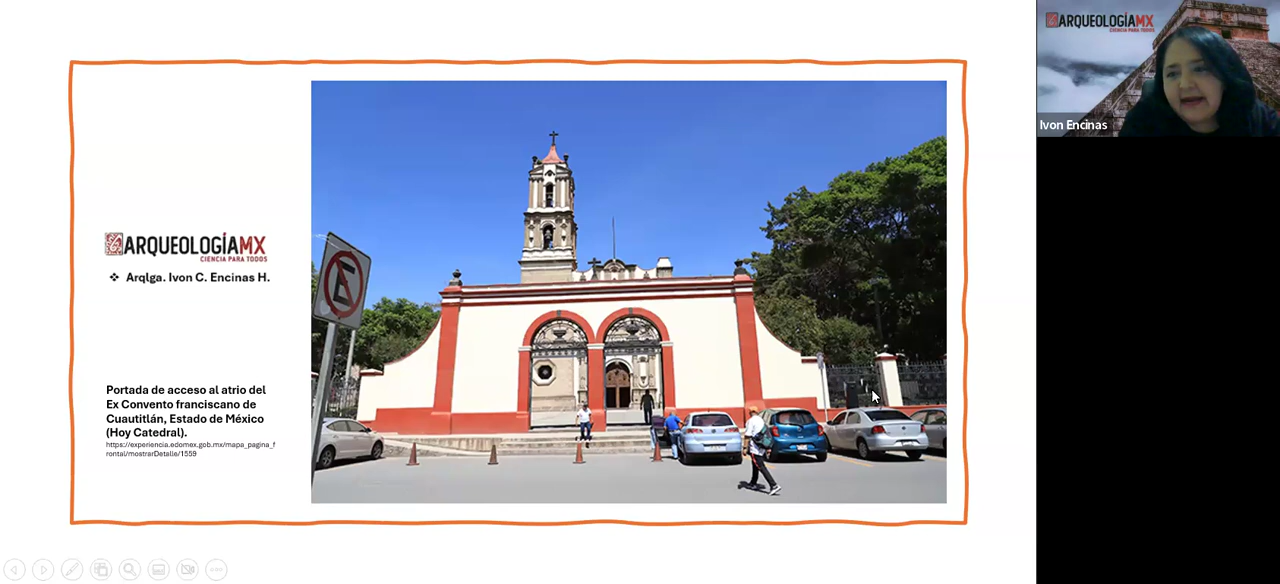 ARQUEOLOGÍAMX
CIENCIA PARA TODOS
❖ Arqlga. Ivon C. Encinas H.
Portada de acceso al atrio del
Ex Convento franciscano de
Cuautitlán, Estado de México
(Hoy Catedral).
https://experiencia.edomex.gob.mx/mapa_pagina_f
rontal/mostrarDetalle/1559
E
ARQUEOLOGÍAMX
CIENCIA PARA TODOS
Ivon Encinas